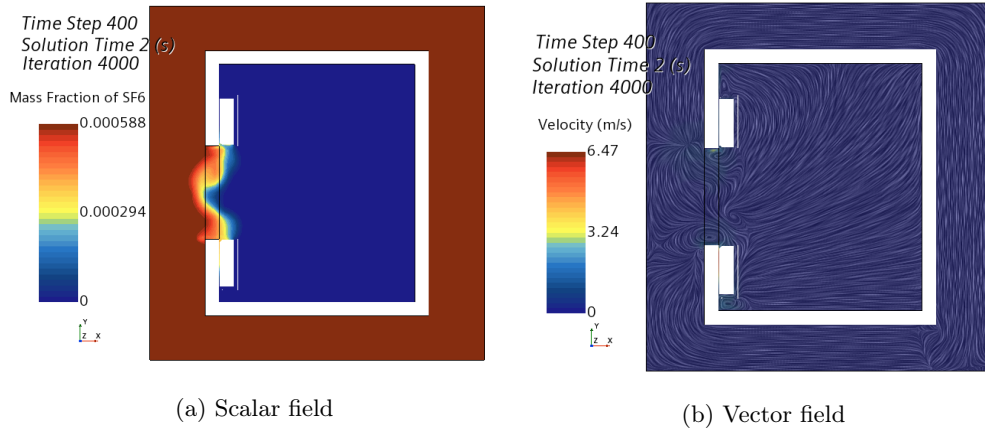 Time Step 400
Solution Time 2 (s)
Iteration 4000
Mass Fraction of SF6
0.000588
0.000294
0
Y
Z X
(a) Scalar field
Time Step 400
Solution Time 2 (s)
Iteration 4000
Velocity (m/s)
6.47
3.24
0
Y
Z X
(b) Vector field